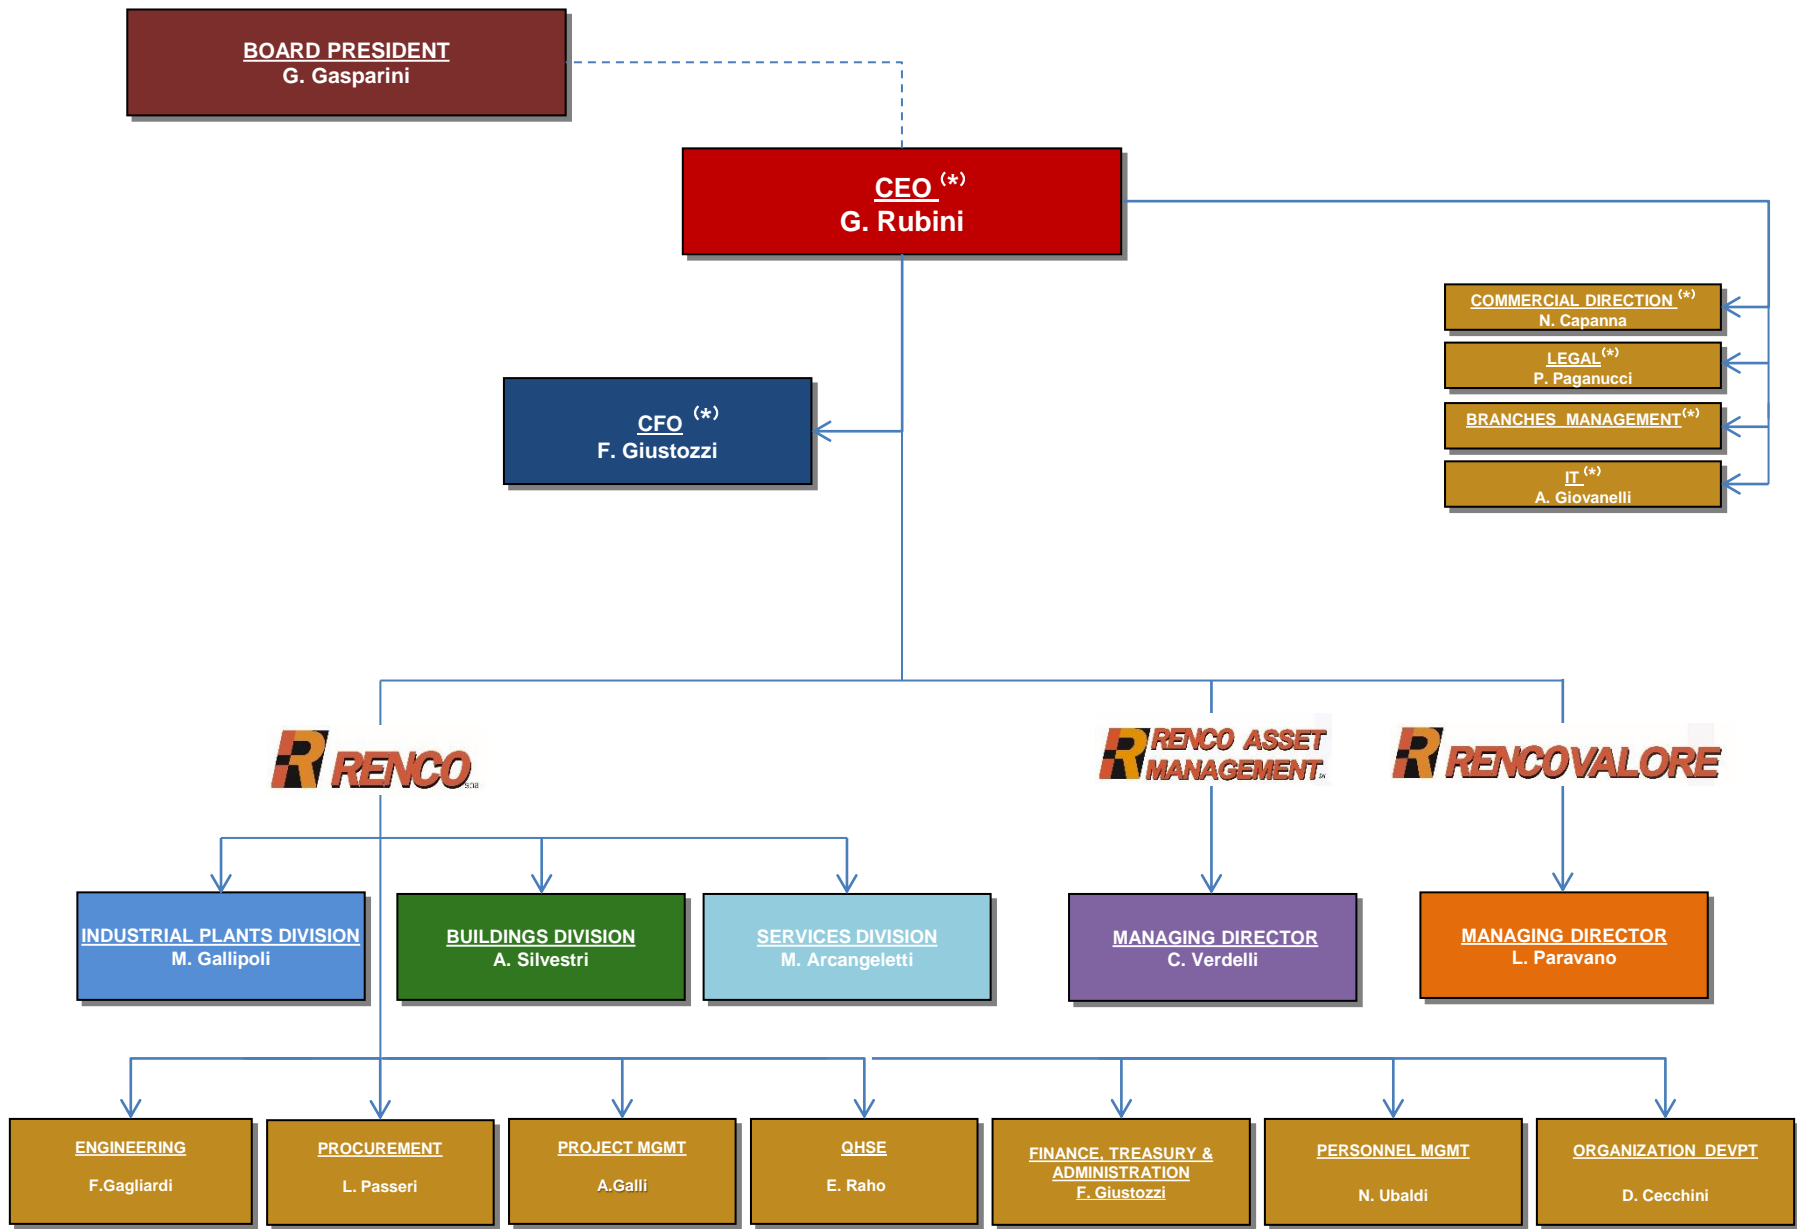 BOARD PRESIDENT
G. Gasparini
CEO (*)
G. Rubini
COMMERCIAL DIRECTION (*)
N. Capanna
LEGAL(*)
P. Paganucci
BRANCHES MANAGEMENT(*)
IT (*)
A. Giovanelli
CFO (*)
F. Giustozzi
R RENCO spa
R RENCO ASSET
MANAGEMENT
R RENCOVALORE
INDUSTRIAL PLANTS DIVISION
M. Gallipoli
BUILDINGS DIVISION
A. Silvestri
SERVICES DIVISION
M. Arcangeletti
MANAGING DIRECTOR
C. Verdelli
MANAGING DIRECTOR
L. Paravano
ENGINEERING
F.Gagliardi
PROCUREMENT
L. Passeri
PROJECT MGMT
A.Galli
QHSE
E. Raho
FINANCE, TREASURY &
ADMINISTRATION
F. Giustozzi
PERSONNEL MGMT
N. Ubaldi
ORGANIZATION DEVPT
D. Cecchini